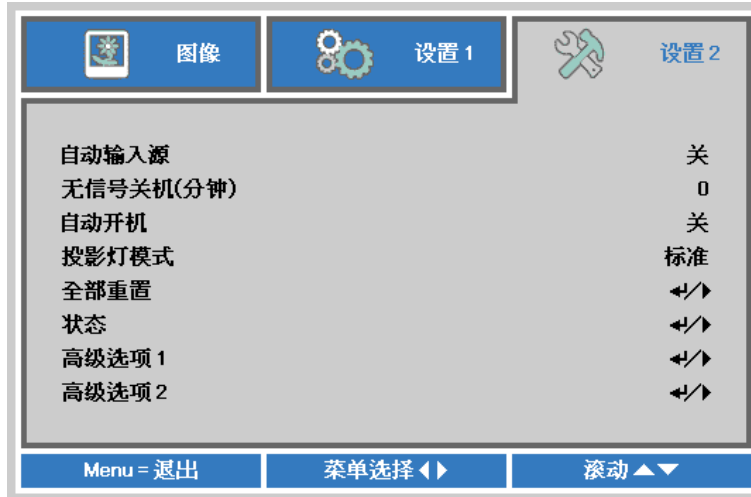 图像 设置 1 设置 2
自动输入源 关
无信号关机(分钟) 0
自动开机 关
投影灯模式 标准
全部重置
状态
高级选项 1
高级选项 2
Menu = 退出 菜单选择 滚动